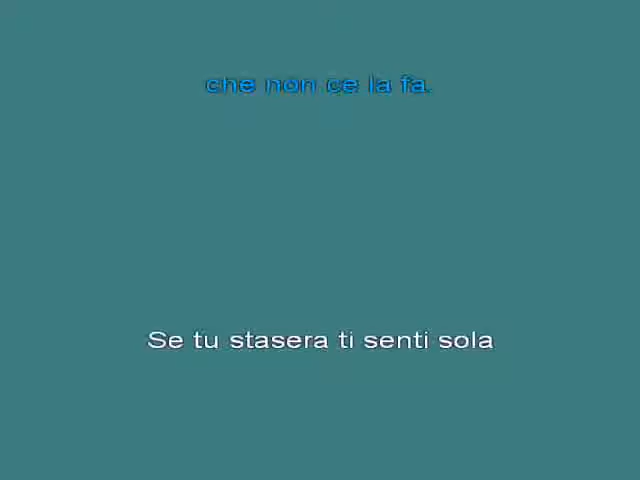 che non ce la fa.
Se tu stasera ti senti sola